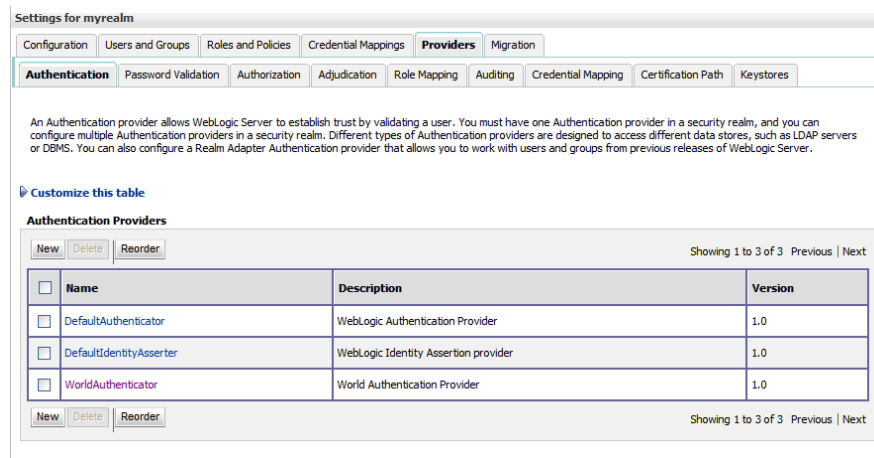 Settings for myrealm
Configuration Users and Groups Roles and Policies Credential Mappings Providers Migration
Authentication Password Validation Authorization Adjudication Role Mapping Auditing Credential Mapping Certification Path Keystores
An Authentication provider allows WebLogic Server to establish trust by validating a user. You must have one Authentication provider in a security realm, and you can
configure multiple Authentication providers in a security realm. Different types of Authentication providers are designed to access different data stores, such as LDAP servers
or DBMS. You can also configure a Realm Adapter Authentication provider that allows you to work with users and groups from previous releases of WebLogic Server.
Customize this table
Authentication Providers
New Delete Reorder Showing 1 to 3 of 3 Previous | Next
Name Description Version
DefaultAuthenticator WebLogic Authentication Provider 1.0
DefaultIdentityAsserter WebLogic Identity Assertion provider 1.0
WorldAuthenticator World Authentication Provider 1.0
New Delete Reorder Showing 1 to 3 of 3 Previous | Next